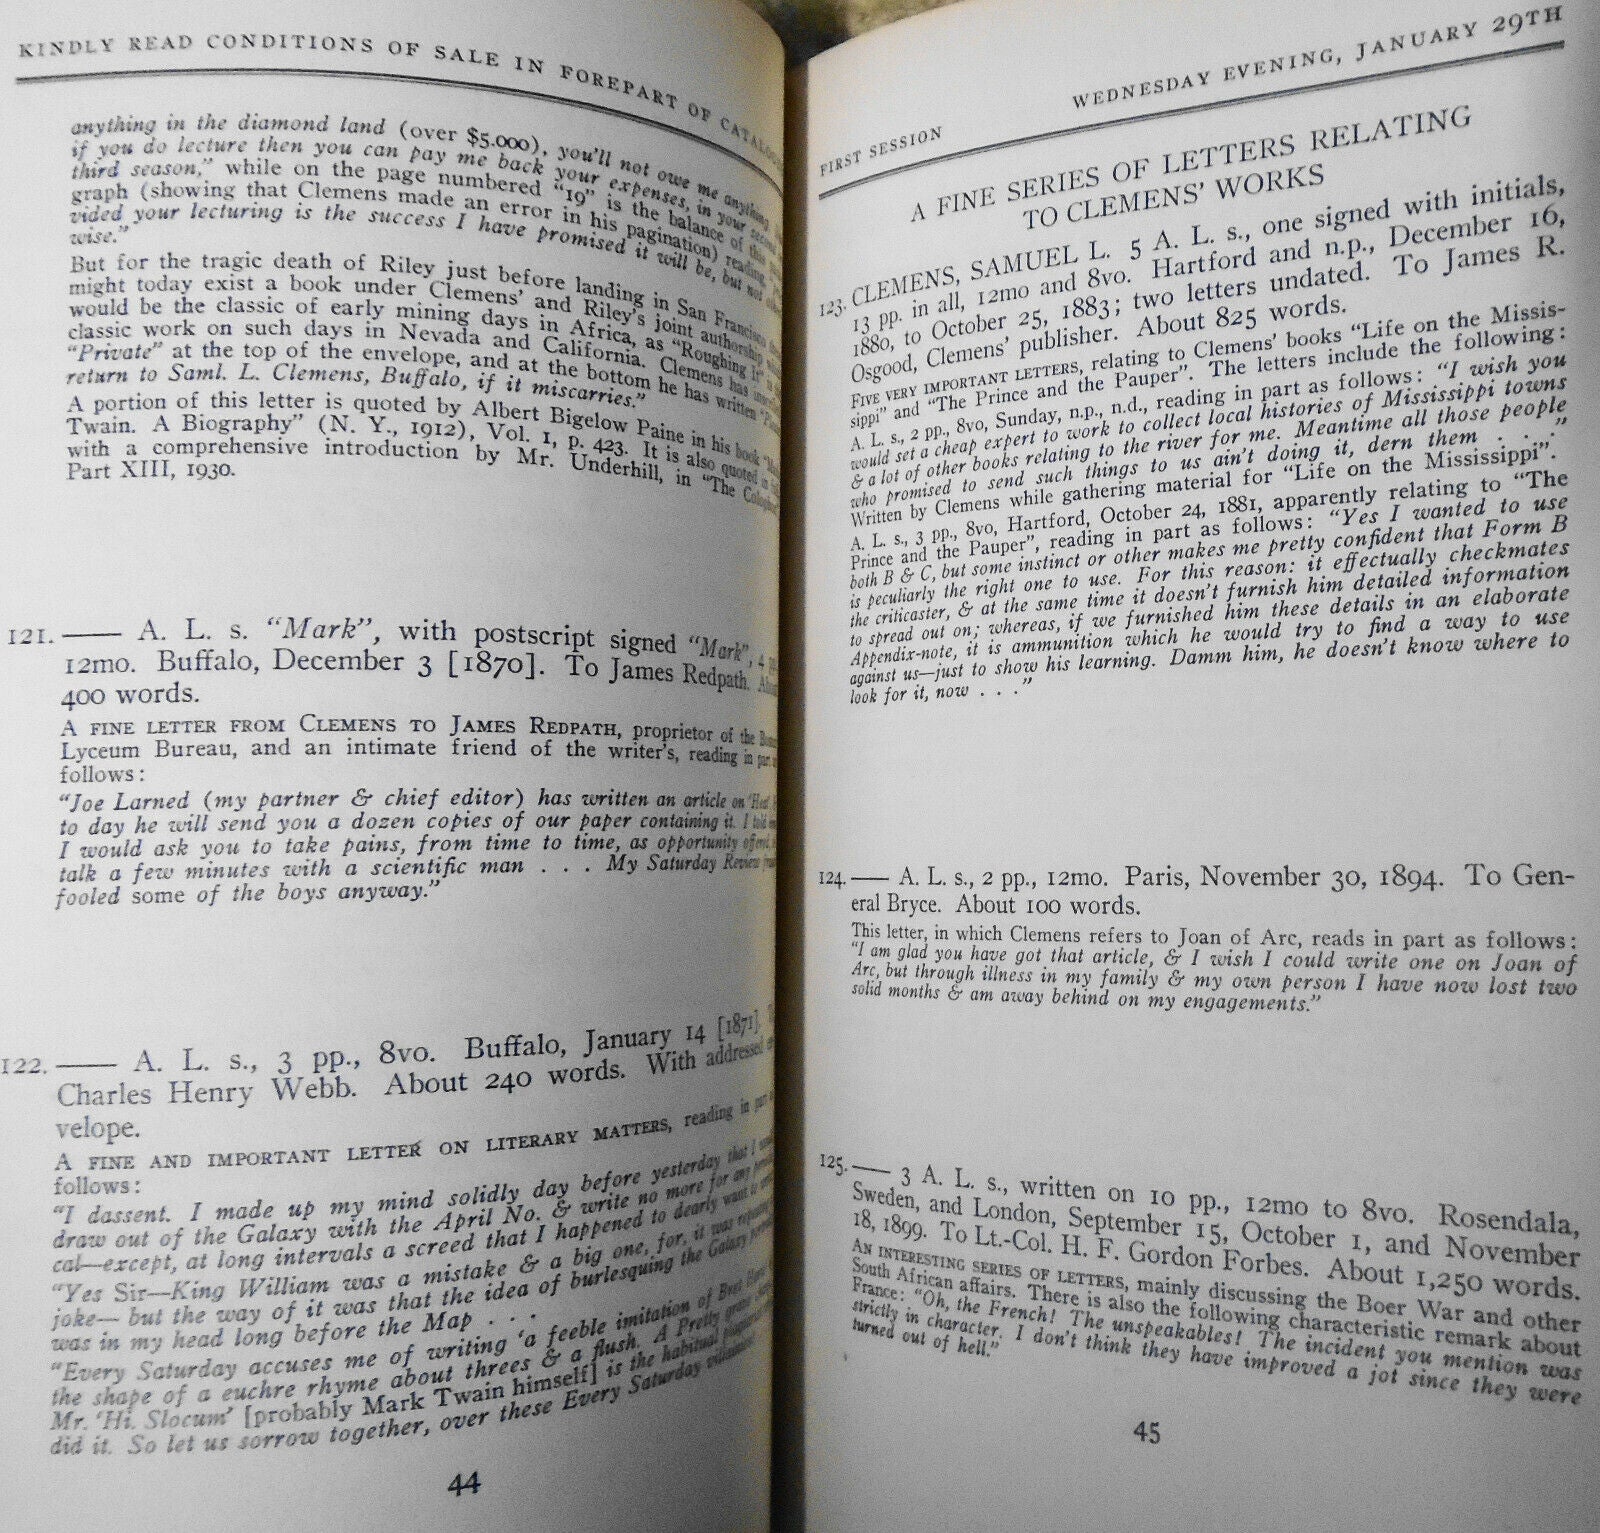 KINDLY READ CONDITIONS OF SALE IN FOREPART OF
anything in the diamond land (over $5.000), you'll not owe me anything
if you do lecture then you can pay me back your expenses, in your second
third season," while on the page numbered "19" is the balance of this
graph (showing that Clemens made an error in his pagination) reading,
vided your lecturing is the success I have promised it will be, but not
wise."
But for the tragic death of Riley just before landing in San Francisco
might today exist a book under Clemens' and Riley's joint authorship
would be the classic of early mining days in Africa, as "Roughing It"
classic work on such days in Nevada and California. Clemens has
"Private" at the top of the envelope, and at the bottom he has written
return to Saml. L. Clemens, Buffalo, if it miscarries."
A portion of this letter is quoted by Albert Bigelow Paine in his book
Twain. A Biography" (N. Y., 1912), Vol. 1, p. 423. It is also quoted in
with a comprehensive introduction by Mr. Underhill, in "The
Part XIII, 1930.
121. —— A. L. s. "Mark", with postscript signed "Mark", 4
12mo. Buffalo, December 3 [1870]. To James Redpath.
400 words.
A FINE LETTER FROM CLEMENS TO JAMES REDPATH, proprietor of the
Lyceum Bureau, and an intimate friend of the writer's, reading in part
follows:
"Joe Larned (my partner & chief editor) has written an article on
to day he will send you a dozen copies of our paper containing it. I told
I would ask you to take pains, from time to time, as opportunity offered,
talk a few minutes with a scientific man . . . My Saturday Review
fooled some of the boys anyway."
122. —— A. L. s., 3 pp., 8vo. Buffalo, January 14 [1871].
Charles Henry Webb. About 240 words. With addressed
velope.
A FINE AND IMPORTANT LETTER ON LITERARY MATTERS, reading in part
follows:
"I dassent. I made up my mind solidly day before yesterday that I
draw out of the Galaxy with the April No. & write no more for any
cal—except, at long intervals a screed that I happened to dearly want to
"Yes Sir—King William was a mistake & a big one, for, it was
joke— but the way of it was that the idea of burlesquing the Galaxy
was in my head long before the Map . . .
"Every Saturday accuses me of writing 'a feeble imitation of Bret
the shape of a euchre rhyme about threes & a flush. A Pretty
Mr. 'Hi. Slocum' [probably Mark Twain himself] is the habitual
did it. So let us sorrow together, over these Every Saturday
44
FIRST SESSION WEDNESDAY EVENING, JANUARY 29TH
A FINE SERIES OF LETTERS RELATING
TO CLEMENS' WORKS
123. CLEMENS, SAMUEL L. 5 A. L. s., one signed with initials,
13 pp. in all, 12mo and 8vo. Hartford and n.p., December 16,
1880, to October 25, 1883; two letters undated. To James R.
Osgood, Clemens' publisher. About 825 words.
FIVE VERY IMPORTANT LETTERS, relating to Clemens' books "Life on the Missis-
sippi" and "The Prince and the Pauper". The letters include the following:
A. L. s., 2 pp., 8vo, Sunday, n.p., n.d., reading in part as follows: "I wish you
would set a cheap expert to work to collect local histories of Mississippi towns
& a lot of other books relating to the river for me. Meantime all those people
who promised to send such things to us ain't doing it, dern them . . ."
Written by Clemens while gathering material for "Life on the Mississippi".
A. L. s., 3 pp., 8vo, Hartford, October 24, 1881, apparently relating to "The
Prince and the Pauper", reading in part as follows: "Yes I wanted to use
both B & C, but some instinct or other makes me pretty confident that Form B
is peculiarly the right one to use. For this reason: it effectually checkmates
the criticaster, & at the same time it doesn't furnish him detailed information
to spread out on; whereas, if we furnished him these details in an elaborate
Appendix-note, it is ammunition which he would try to find a way to use
against us—just to show his learning. Damm him, he doesn't know where to
look for it, now . . ."
124. —— A. L. s., 2 pp., 12mo. Paris, November 30, 1894. To Gen-
eral Bryce. About 100 words.
This letter, in which Clemens refers to Joan of Arc, reads in part as follows:
"I am glad you have got that article, & I wish I could write one on Joan of
Arc, but through illness in my family & my own person I have now lost two
solid months & am away behind on my engagements."
125. —— 3 A. L. s., written on 10 pp., 12mo to 8vo. Rosendala,
Sweden, and London, September 15, October 1, and November
18, 1899. To Lt.-Col. H. F. Gordon Forbes. About 1,250 words.
AN INTERESTING SERIES OF LETTERS, mainly discussing the Boer War and other
South African affairs. There is also the following characteristic remark about
France: "Oh, the French! The unspeakables! The incident you mention was
strictly in character. I don't think they have improved a jot since they were
turned out of hell."
45